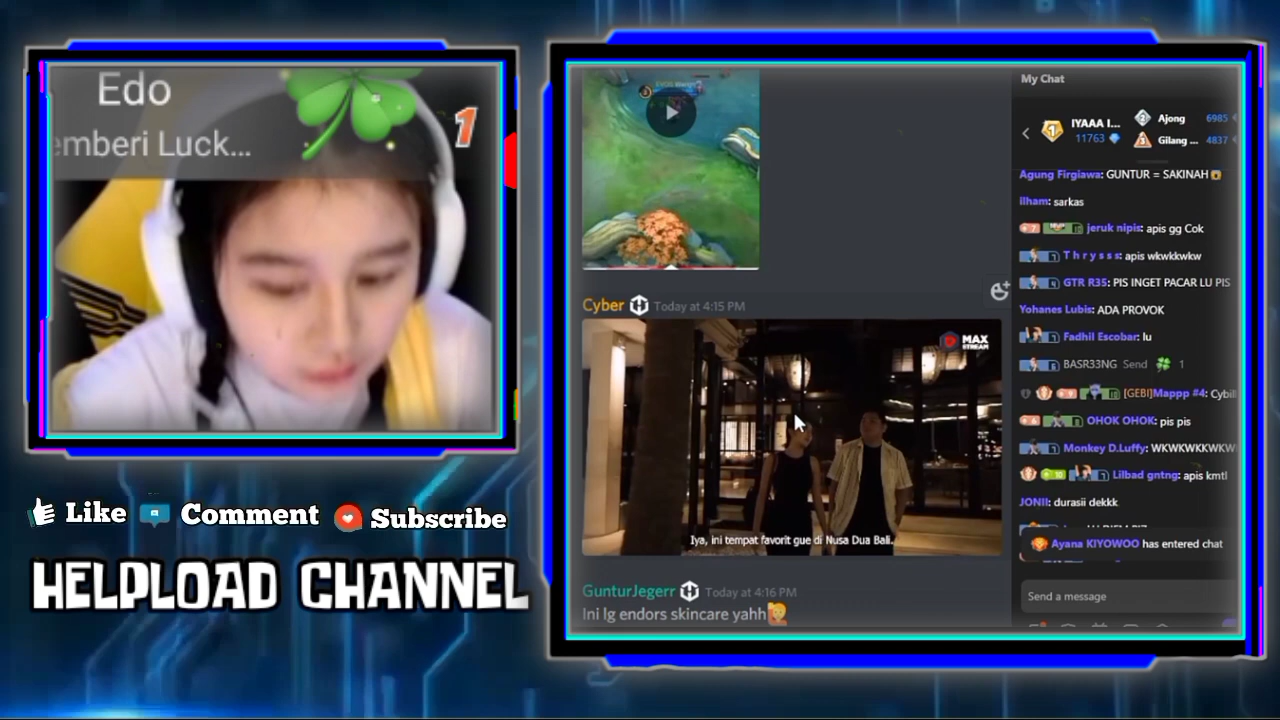 Edo
emberi Luck...
1
Like
Comment
Subscribe
HELPLOAD CHANNEL
Cyber Today at 4:15 PM
MAX
STREAM
Iya, ini tempat favorit gue di Nusa Dua Bali.
GunturJegerr Today at 4:16 PM
Ini lg endors skincare yahh
My Chat
1 IYAAA I... 11763
2 Ajong 6985
3 Gilang ... 4837
Agung Firgiawa: GUNTUR = SAKINAH
ilham: sarkas
jeruk nipis: apis gg Cok
T h r y s s s: apis wkwkkwkw
GTR R35: PIS INGET PACAR LU PIS
Yohanes Lubis: ADA PROVOK
Fadhil Escobar: lu
BASR33NG Send 1
[GEBI]Mappp #4: Cybil
OHOK OHOK: pis pis
Monkey D.Luffy: WKWKWKKWKW
Lilbad gntng: apis kmtl
JONII: durasii dekkk
Ayana KIYOWOO has entered chat
Send a message